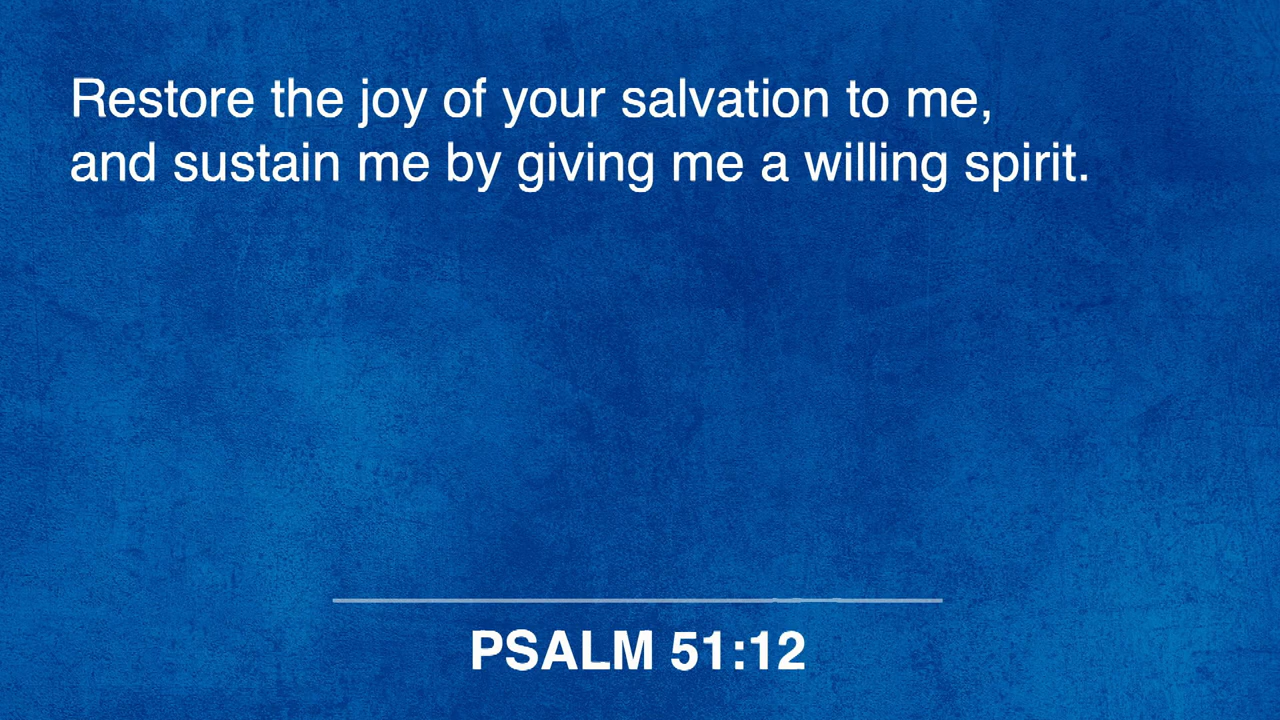 Restore the joy of your salvation to me,
and sustain me by giving me a willing spirit.
PSALM 51:12